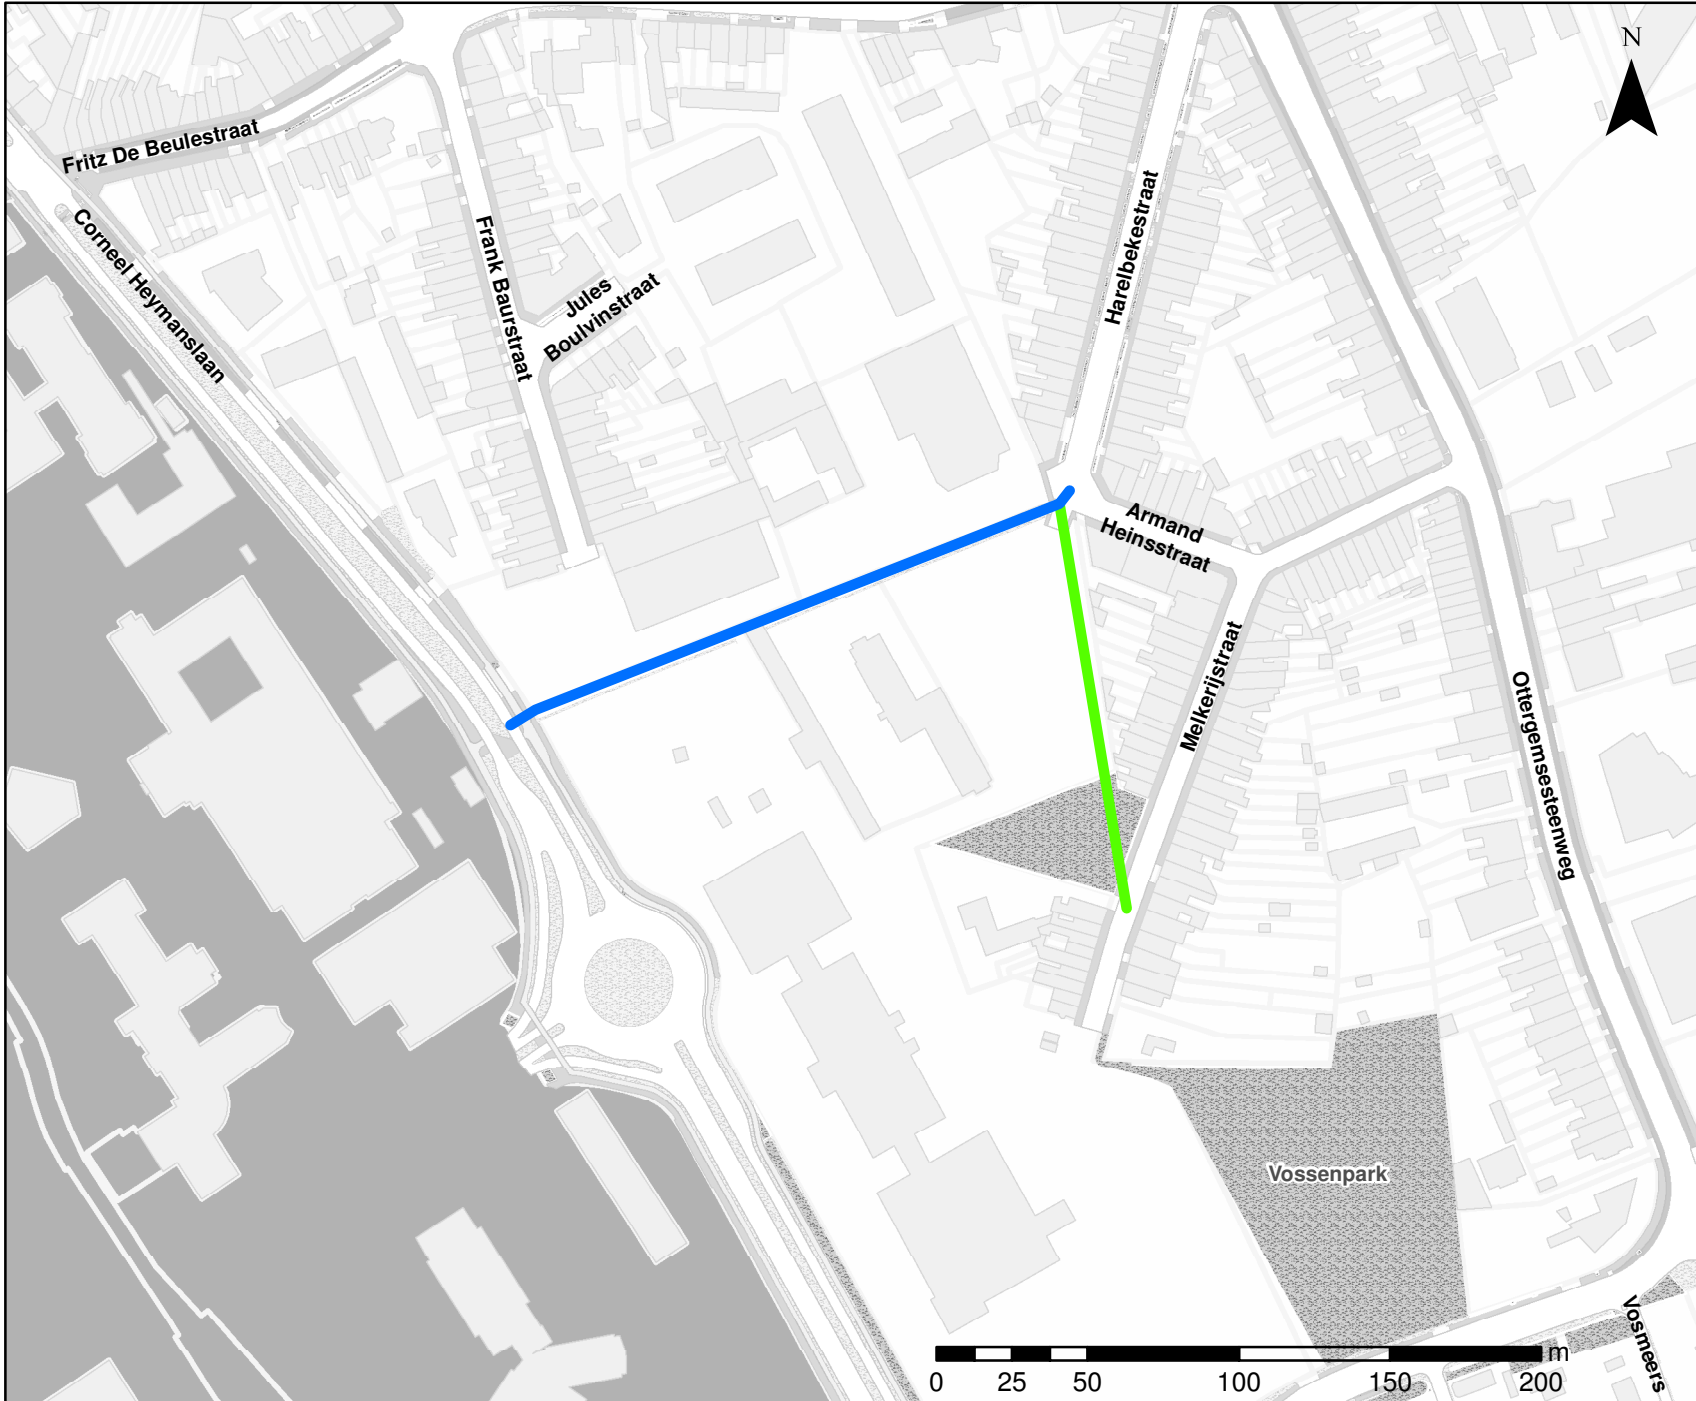 N
Fritz De Beulestraat
Corneel Heymanslaan
Frank Baurstraat
Jules
Boulvinstraat
Harelbekestraat
Armand
Heinsstraat
Melkerijstraat
Ottergemsesteenweg
Vossenpark
Vosmeers
m
0 25 50 100 150 200